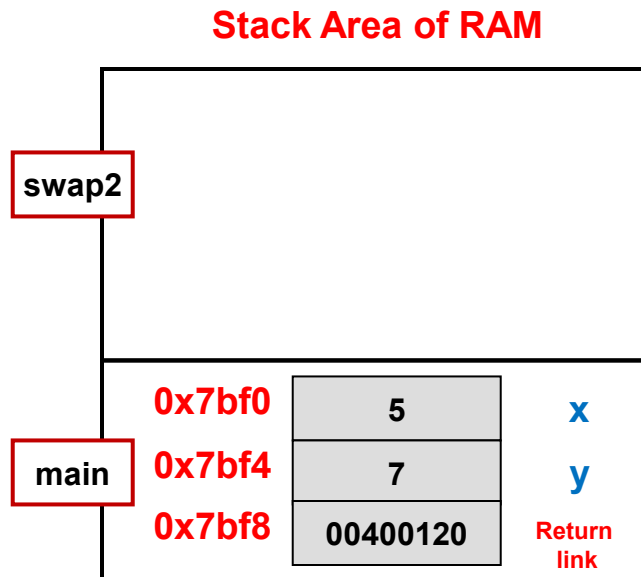 Stack Area of RAM
swap2
main
0x7bf0 5 x
0x7bf4 7 y
0x7bf8 00400120 Return
link